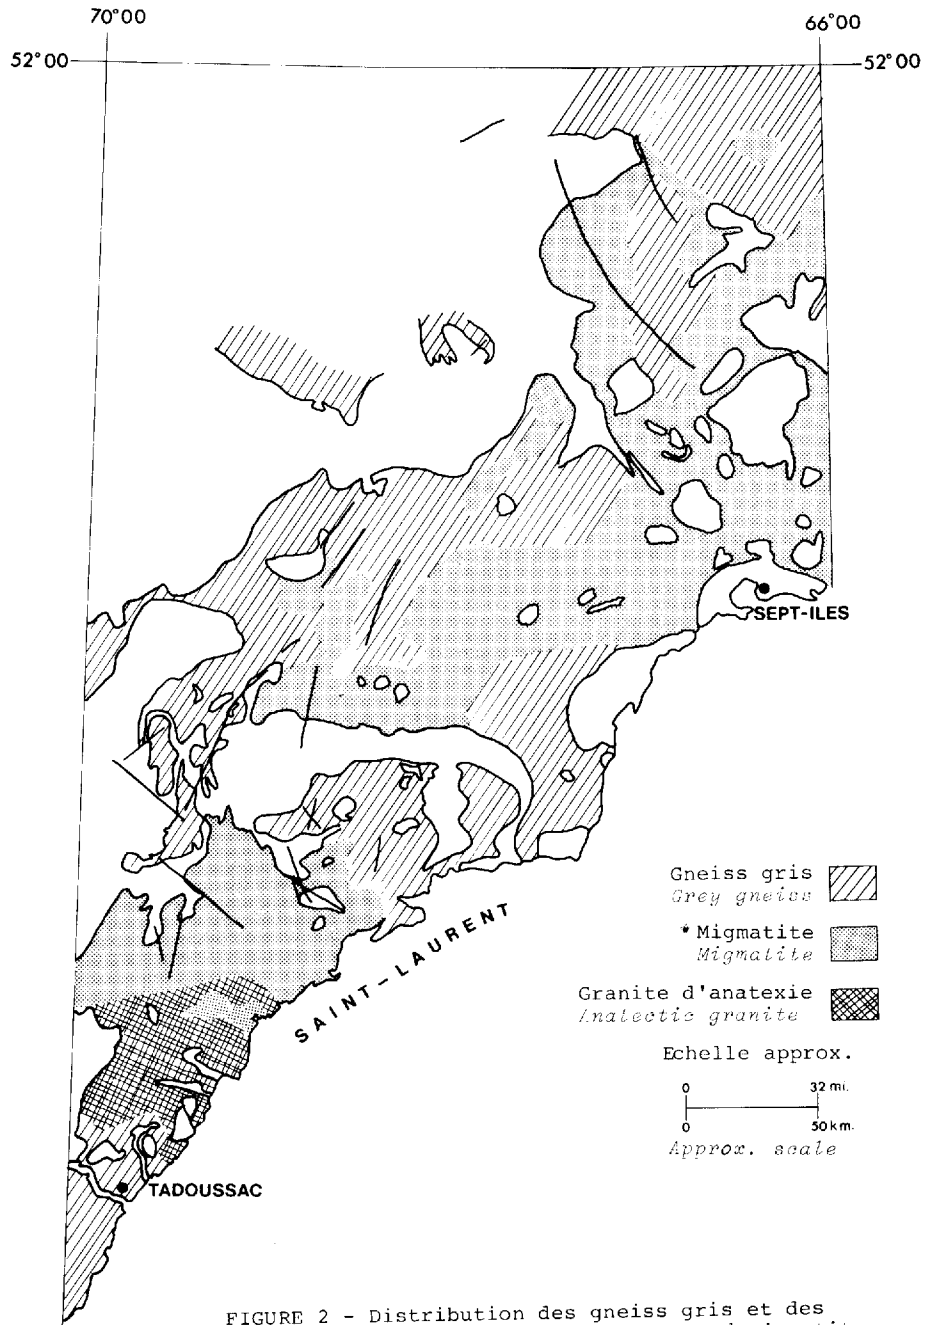 70°00
66°00
52°00
52°00
SEPT-ILES
Gneiss gris
Grey gneiss
*Migmatite
Migmatite
SAINT-LAURENT
Granite d'anatexie
Anatectic granite
Echelle approx.
0 32 mi.
0 50 km.
Approx. scale
TADOUSSAC
FIGURE 2 - Distribution des gneiss gris et des